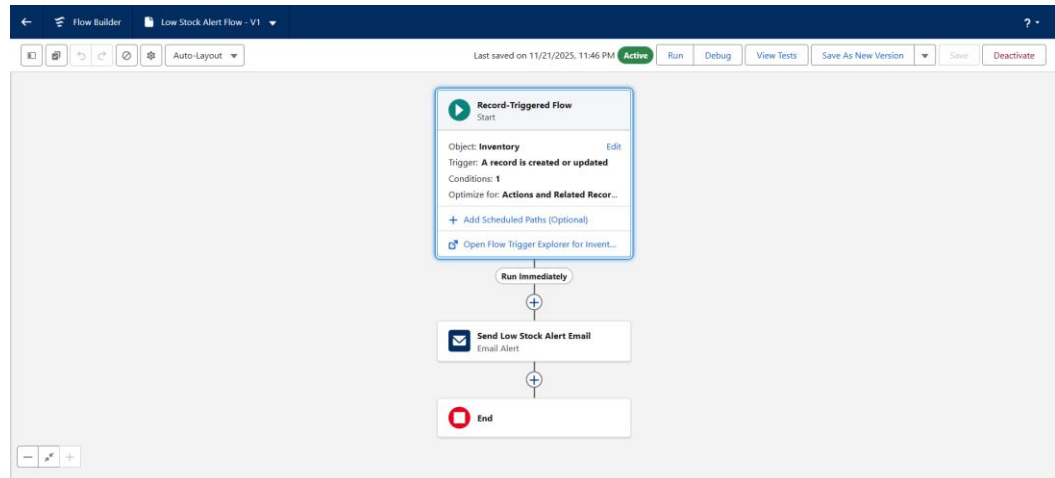 Flow Builder
Low Stock Alert Flow - V1
? 
Auto-Layout
Last saved on 11/21/2025, 11:46 PM
Active
Run
Debug
View Tests
Save As New Version
Save
Deactivate
Record-Triggered Flow
Start
Object: Inventory
Edit
Trigger: A record is created or updated
Conditions: 1
Optimize for: Actions and Related Recor...
+ Add Scheduled Paths (Optional)
Open Flow Trigger Explorer for Invent...
Run Immediately
Send Low Stock Alert Email
Email Alert
End